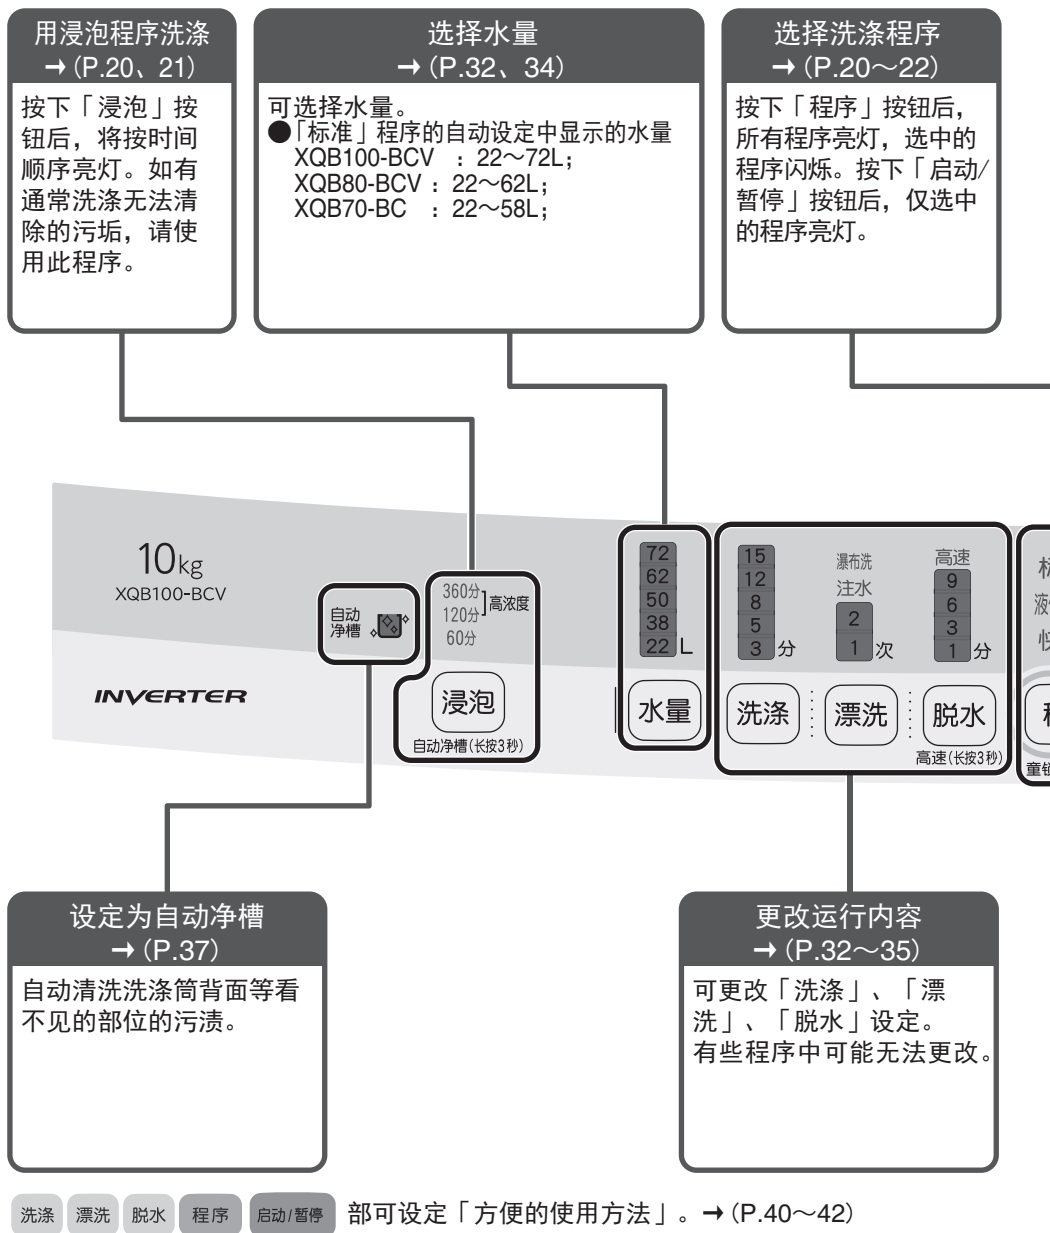 用浸泡程序洗涤
➞(P.20、21)
按下「浸泡」按
钮后，将按时间
顺序亮灯。如有
通常洗涤无法清
除的污垢，请使
用此程序。
选择水量
➞(P.32、34)
可选择水量。
●「标准」程序的自动设定中显示的水量
XQB100-BCV ：22～72L；
XQB80-BCV：22～62L；
XQB70-BC ：22～58L；
选择洗涤程序
➞(P.20～22)
按下「程序」按钮后，
所有程序亮灯，选中的
程序闪烁。按下「启动/
暂停」按钮后，仅选中
的程序亮灯。
10kg
XQB100-BCV
INVERTER
自动
净槽
360分
120分
高浓度
60分
浸泡
自动净槽(长按3秒)
72
62
50
38
22 L
水量
15
12
8
5
3 分
洗涤
瀑布洗
注水
2
1 次
漂洗
高速
9
6
3
1 分
脱水
高速(长按3秒)
童
设定为自动净槽
➞(P.37)
自动清洗洗涤筒背面等看
不见的部位的污渍。
更改运行内容
➞(P.32～35)
可更改「洗涤」、「漂
洗」、「脱水」设定。
有些程序中可能无法更改。
洗涤 漂洗 脱水 程序 启动/暂停 部可设定「方便的使用方法」。➞(P.40～42)